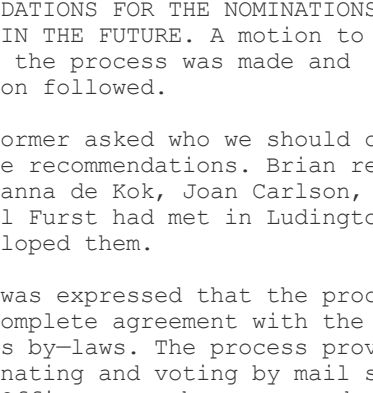 DATIONS FOR THE NOMINATIONS
IN THE FUTURE. A motion to
the process was made and
on followed.
ormer asked who we should c
e recommendations. Brian re
anna de Kok, Joan Carlson,
l Furst had met in Ludingto
loped them.
was expressed that the proc
omplete agreement with the
s by—laws. The process prov
nating and voting by mail s